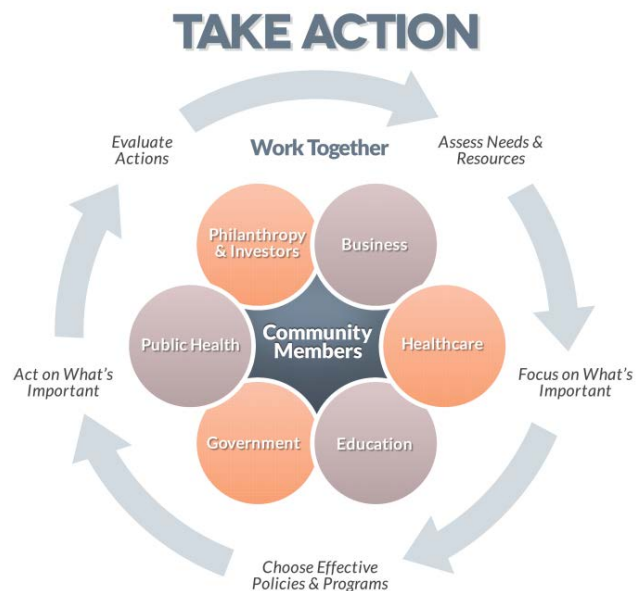 TAKE ACTION
Evaluate
Actions
Work Together
Assess Needs &
Resources
Philanthropy
& Investors
Business
Public Health
Community
Members
Healthcare
Act on What's
Important
Focus on What's
Important
Government
Education
Choose Effective
Policies & Programs